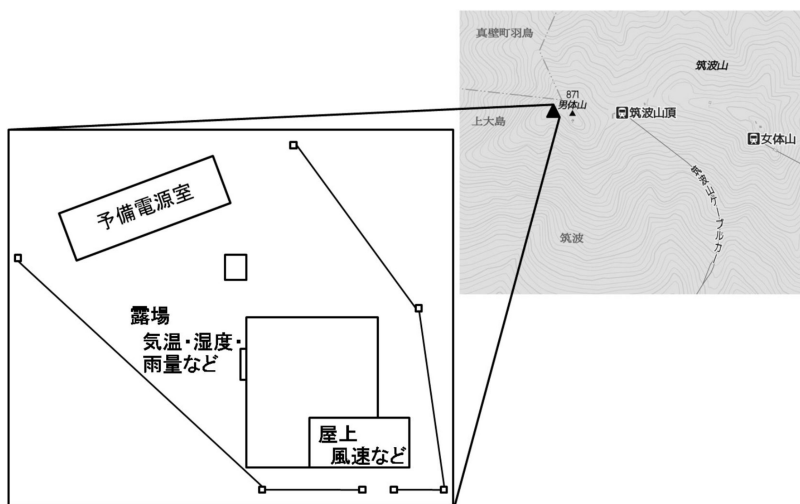 予備電源室
露場
気温・湿度・
雨量など
屋上
風速など
真壁町羽鳥
筑波山
871
男体山
上大島
筑波山頂
女体山
筑波山ケーブルカ
筑波